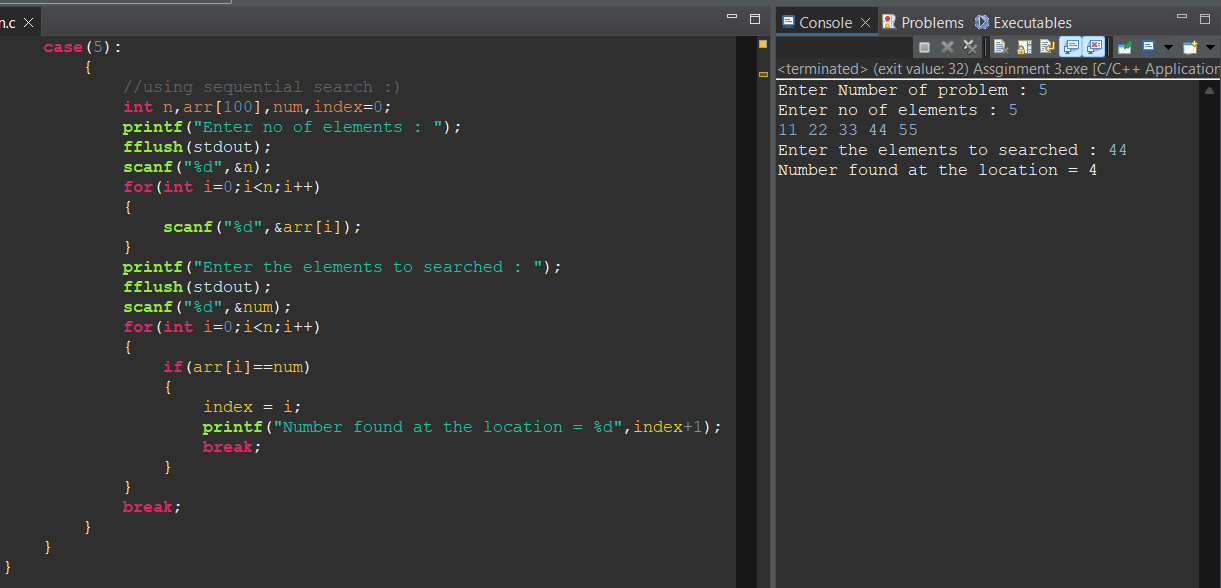 n.c
case(5):
{
//using sequential search :)
int n,arr[100],num,index=0;
printf("Enter no of elements : ");
fflush(stdout);
scanf("%d",&n);
for(int i=0;i<n;i++)
{
scanf("%d",&arr[i]);
}
printf("Enter the elements to searched : ");
fflush(stdout);
scanf("%d",&num);
for(int i=0;i<n;i++)
{
if(arr[i]==num)
{
index = i;
printf("Number found at the location = %d",index+1);
break;
}
}
break;
}
}
}
Console Problems Executables
<terminated> (exit value: 32) Assginment 3.exe [C/C++ Application
Enter Number of problem : 5
Enter no of elements : 5
11 22 33 44 55
Enter the elements to searched : 44
Number found at the location = 4